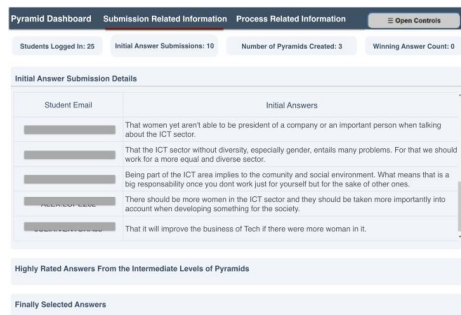 Pyramid Dashboard Submission Related Information Process Related Information ☰ Open Controls
Students Logged In: 25 Initial Answer Submissions: 10 Number of Pyramids Created: 3 Winning Answer Count: 0
Initial Answer Submission Details
Student Email Initial Answers
That women yet aren't able to be president of a company or an important person when talking
about the ICT sector.
That the ICT sector without diversity, especially gender, entails many problems. For that we should
work for a more equal and diverse sector.
Being part of the ICT area implies to the comunity and social environment. What means that is a
big responsability once you dont work just for yourself but for the sake of other ones.
There should be more women in the ICT sector and they should be taken more importantly into
account when developing something for the society.
That it will improve the business of Tech if there were more woman in it.
Highly Rated Answers From the Intermediate Levels of Pyramids
Finally Selected Answers